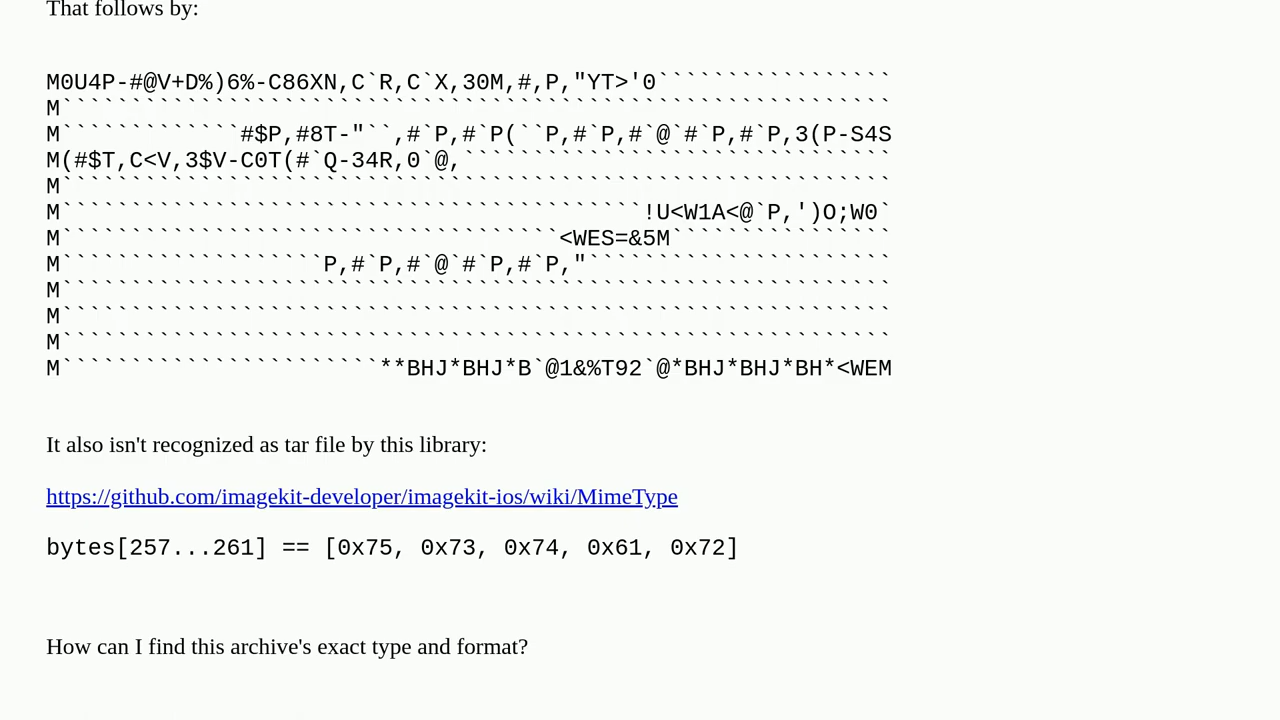 That follows by:
M0U4P-#@V+D%)6%-C86XN,C`R,C`X,30M,#,P,"YT>'0`````````````````
M````````````````````````````````````````````````````````````
M`````````````#$P,#8T-"``,#`P,#`P(``P,#`P,#`@`#`P,#`P,3(P-S4S
M(#$T,C<V,3$V-C0T(#`Q-34R,0`@,```````````````````````````````
M````````````````````````````````````````````````````````````
M``````````````````````````````````````````!U<W1A<@`P,')O;W0`
M````````````````````````````````````<WES=&5M````````````````
M```````````````````P,#`P,#`@`#`P,#`P,"``````````````````````
M````````````````````````````````````````````````````````````
M````````````````````````````````````````````````````````````
M````````````````````````````````````````````````````````````
M```````````````````````**BHJ*BHJ*B`@1&%T92`@*BHJ*BHJ*BH*<WEM
It also isn't recognized as tar file by this library:
https://github.com/imagekit-developer/imagekit-ios/wiki/MimeType
bytes[257...261] == [0x75, 0x73, 0x74, 0x61, 0x72]
How can I find this archive's exact type and format?